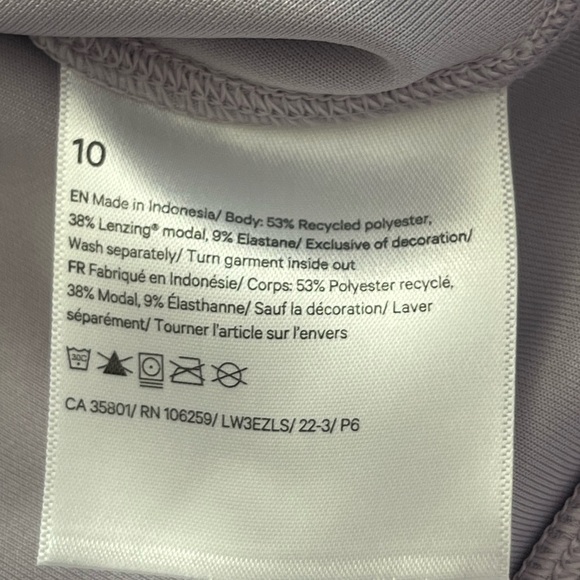 10
EN Made in Indonesia/ Body: 53% Recycled polyester,
38% Lenzing® modal, 9% Elastane/ Exclusive of decoration/
Wash separately/ Turn garment inside out
FR Fabriqué en Indonésie/ Corps: 53% Polyester recyclé,
38% Modal, 9% Élasthanne/ Sauf la décoration/ Laver
séparément/ Tourner l'article sur l'envers
30C
CA 35801/ RN 106259/ LW3EZLS/ 22-3/ P6